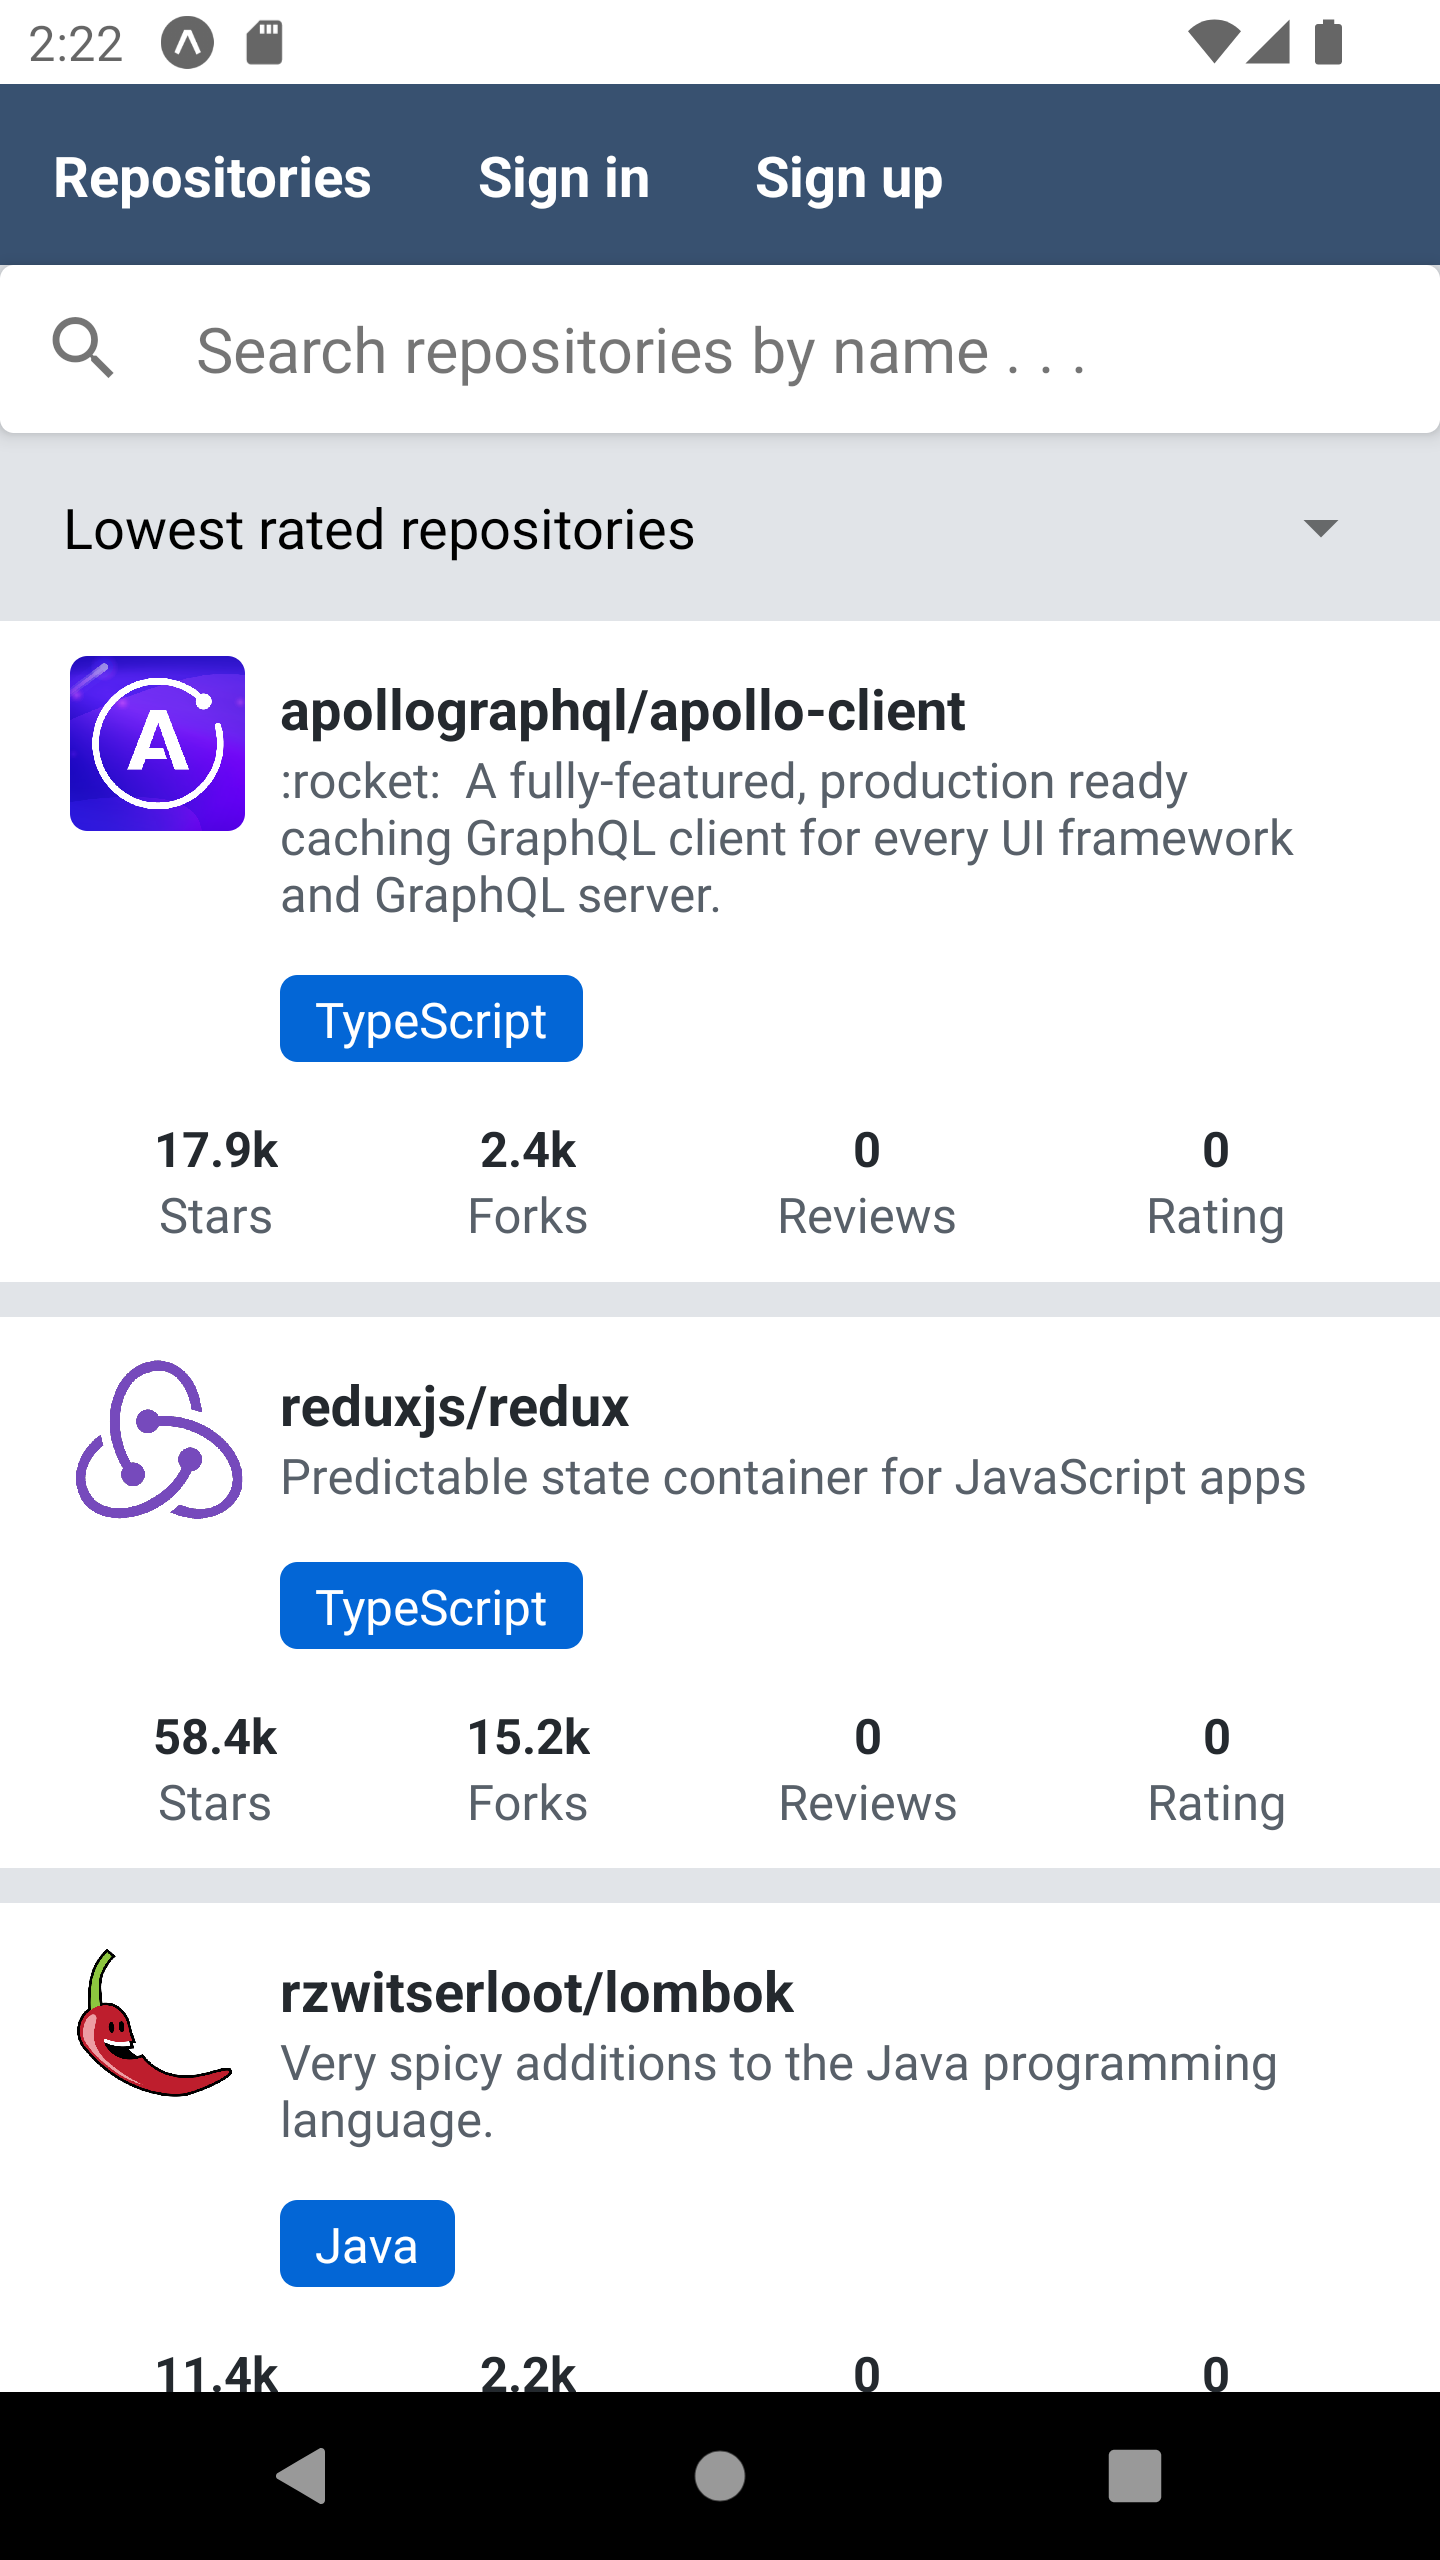 2:22
Repositories Sign in Sign up
Search repositories by name . . .
Lowest rated repositories
A
apollographql/apollo-client
:rocket:  A fully-featured, production ready
caching GraphQL client for every UI framework
and GraphQL server.
TypeScript
17.9k 2.4k 0 0
Stars Forks Reviews Rating
reduxjs/redux
Predictable state container for JavaScript apps
TypeScript
58.4k 15.2k 0 0
Stars Forks Reviews Rating
rzwitserloot/lombok
Very spicy additions to the Java programming
language.
Java
11.4k 2.2k 0 0